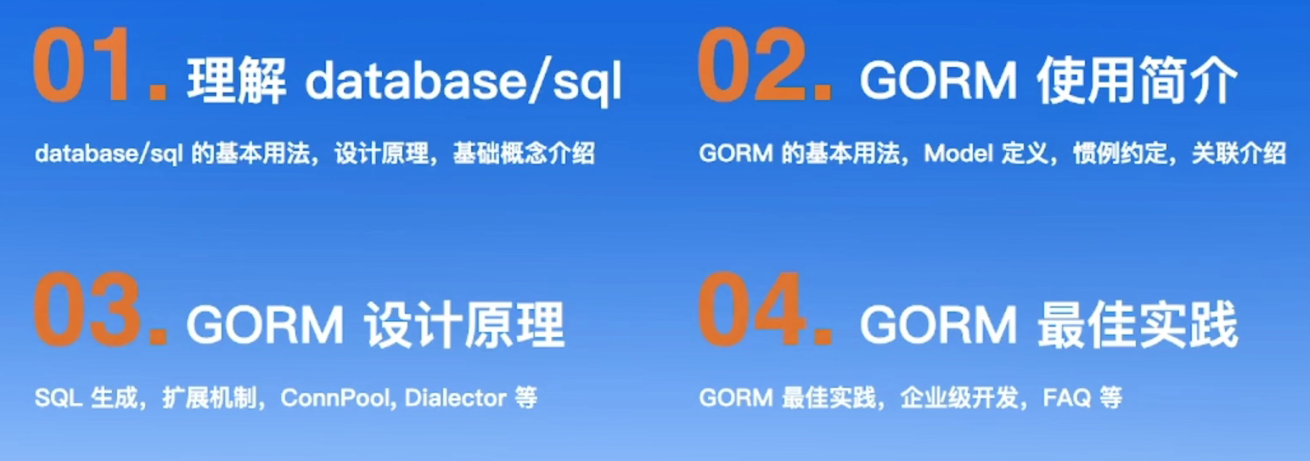 01. 理解 database/sql
database/sql 的基本用法，设计原理，基础概念介绍
02. GORM 使用简介
GORM 的基本用法，Model 定义，惯例约定，关联介绍
03. GORM 设计原理
SQL 生成，扩展机制，ConnPool, Dialector 等
04. GORM 最佳实践
GORM 最佳实践，企业级开发，FAQ 等